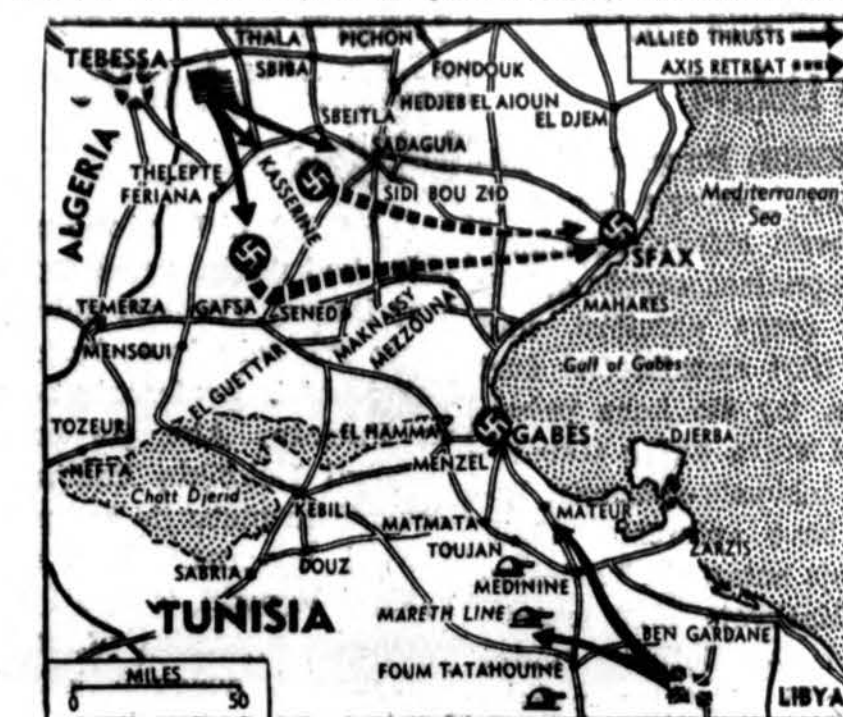 THALA PICHON
ALLIED THRUSTS
TEBESSA
SBIBA
FONDOUK
AXIS RETREAT
HEDJEB EL AIOUN
SBEITLA
EL DJEM
SADAGUIA
ALGERIA
THELEPTE
FERIANA
KASSERINE
SIDI BOU ZID
Mediterranean
Sea
SFAX
TEMERZA
GAFSA
SENED
MAKNASSY
MEZZOUNA
MAHARES
MENSOUI
EL GUETTAR
Gulf of Gabes
TOZEUR
EL HAMMA
GABES
DJERBA
NEFTA
MENZEL
Chott Djerid
KEBILI
MATMATA
MATEUR
TOUJAN
ZARZIS
SABRIA
DOUZ
MEDININE
TUNISIA
MARETH LINE
BEN GARDANE
MILES
FOUM TATAHOUINE
0 50
LIBYA